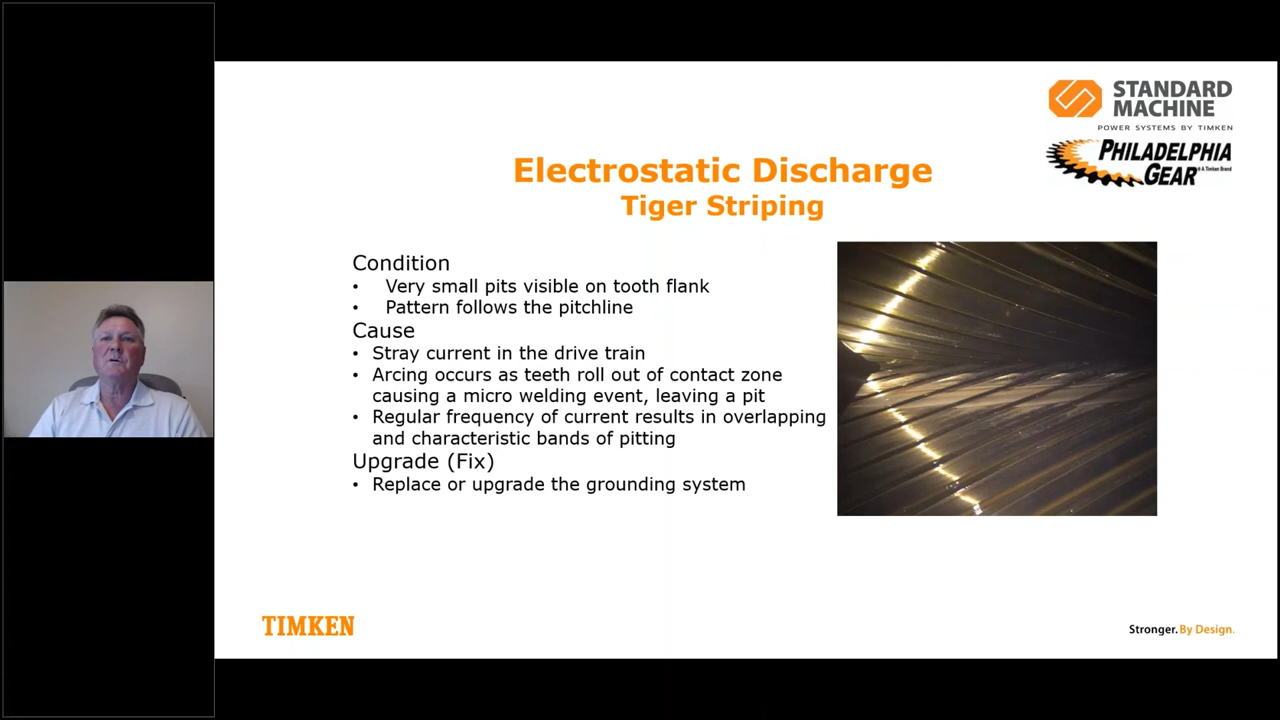 STANDARD
MACHINE
POWER SYSTEMS BY TIMKEN
PHILADELPHIA
GEAR
A Timken Brand
Electrostatic Discharge
Tiger Striping
Condition
• Very small pits visible on tooth flank
• Pattern follows the pitchline
Cause
• Stray current in the drive train
• Arcing occurs as teeth roll out of contact zone
causing a micro welding event, leaving a pit
• Regular frequency of current results in overlapping
and characteristic bands of pitting
Upgrade (Fix)
• Replace or upgrade the grounding system
TIMKEN
Stronger. By Design.